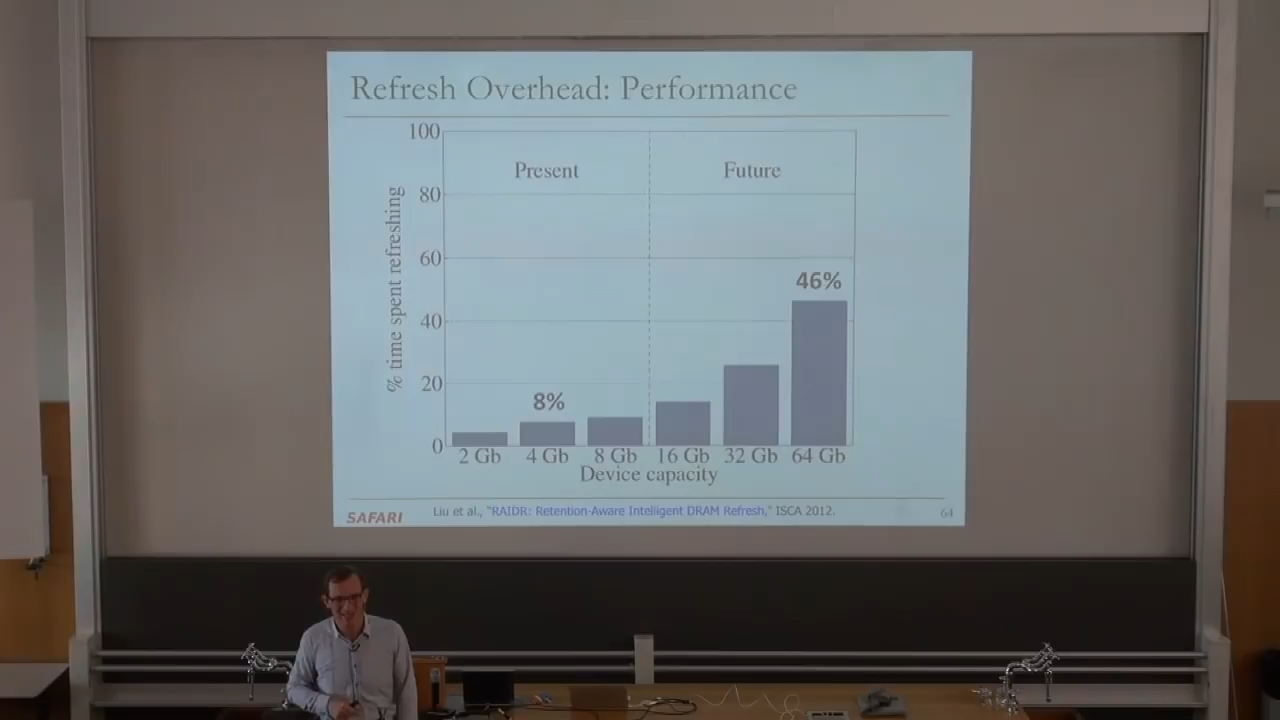 Refresh Overhead: Performance
100
80
60
40
20
0
% time spent refreshing
Present
Future
8%
46%
2 Gb 4 Gb 8 Gb 16 Gb 32 Gb 64 Gb
Device capacity
SAFARI
Liu et al., "RAIDR: Retention-Aware Intelligent DRAM Refresh," ISCA 2012.
64